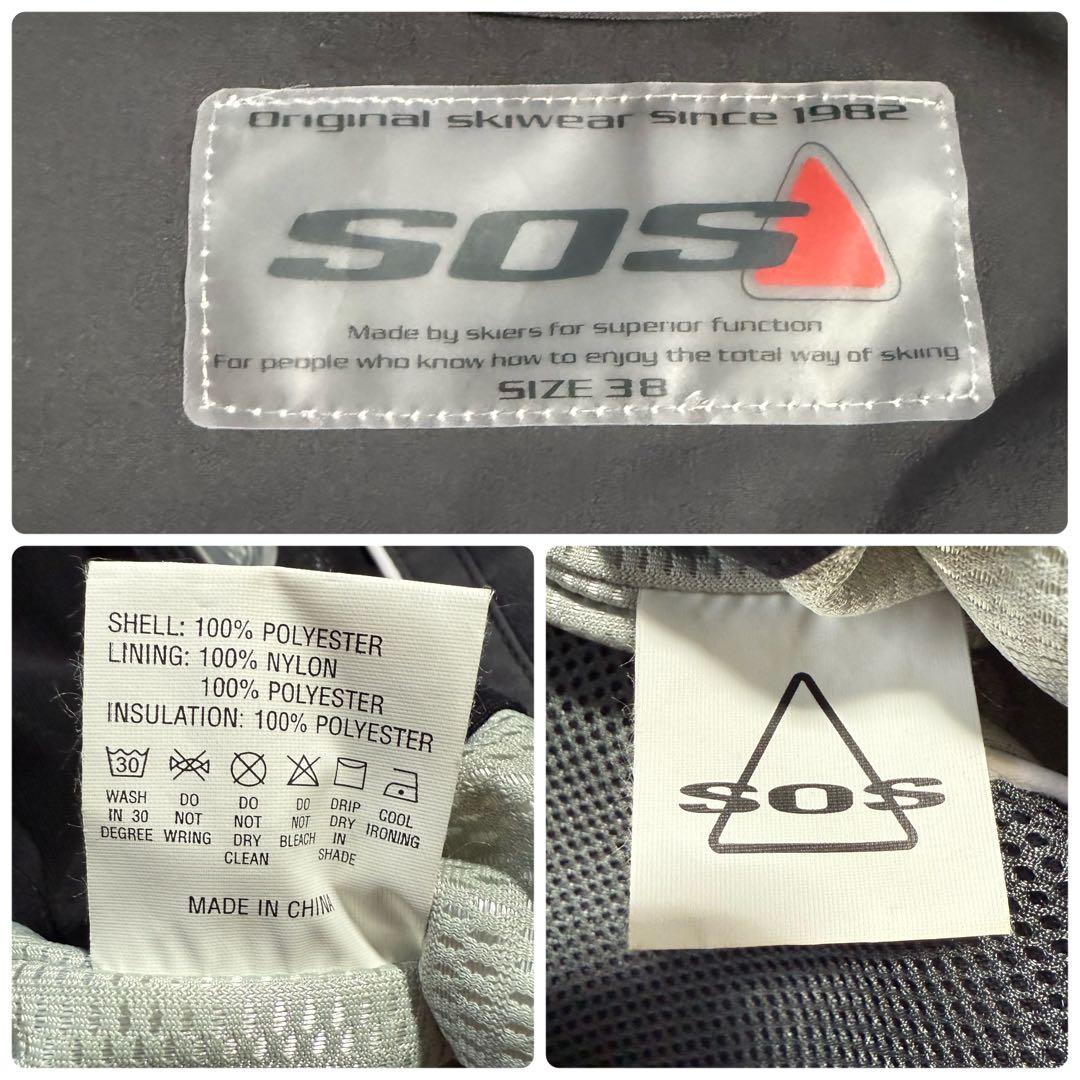 Original skiwear since 1982
SOS
Made by skiers for superior function
For people who know how to enjoy the total way of skiing
SIZE 38
SHELL: 100% POLYESTER
LINING: 100% NYLON
100% POLYESTER
INSULATION: 100% POLYESTER
30
WASH IN 30 DEGREE
DO NOT WRING
DO NOT DRY CLEAN
DO NOT BLEACH
DRIP DRY IN SHADE
COOL IRONING
MADE IN CHINA
SOS